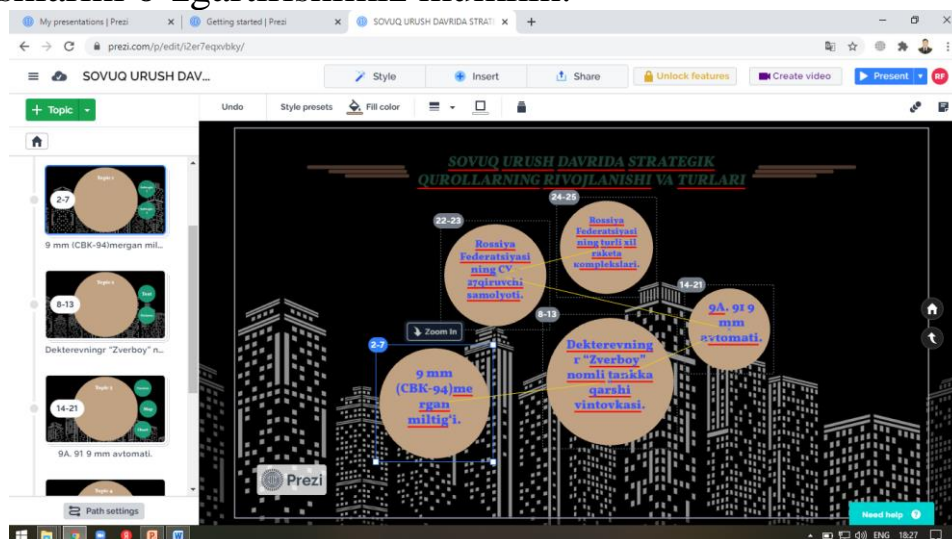 My presentations | Prezi
Getting started | Prezi
SOVUQ URUSH DAVRIDA STRATE
prezi.com/p/edit/i2er7eqxvbky/
SOVUQ URUSH DAV...
Style
Insert
Share
Unlock features
Create video
Present
RF
+ Topic
Undo
Style presets
Fill color
SOVUQ URUSH DAVRIDA STRATEGIK
QUROLLARNING RIVOJLANISHI VA TURLARI
2-7
Topic 1
9 mm (CBK-94)mergan mil...
8-13
Dekterevningr "Zverboy" n...
14-21
9A. 91 9 mm avtomati.
Path settings
24-25
Rossiya
Federatsiyasi
ning turli xil
raketa
komplekslari.
22-23
Rossiya
Federatsiyasi
ning CV
27qiruvchi
samolyoti.
14-21
9A. 91 9
mm
avtomati.
8-13
Dekterevning
r "Zverboy"
nomli tankka
qarshi
vintovkasi.
Zoom In
2-7
9 mm
(CBK-94)me
rgan
miltig'i.
Prezi
Need help
ENG
18:27